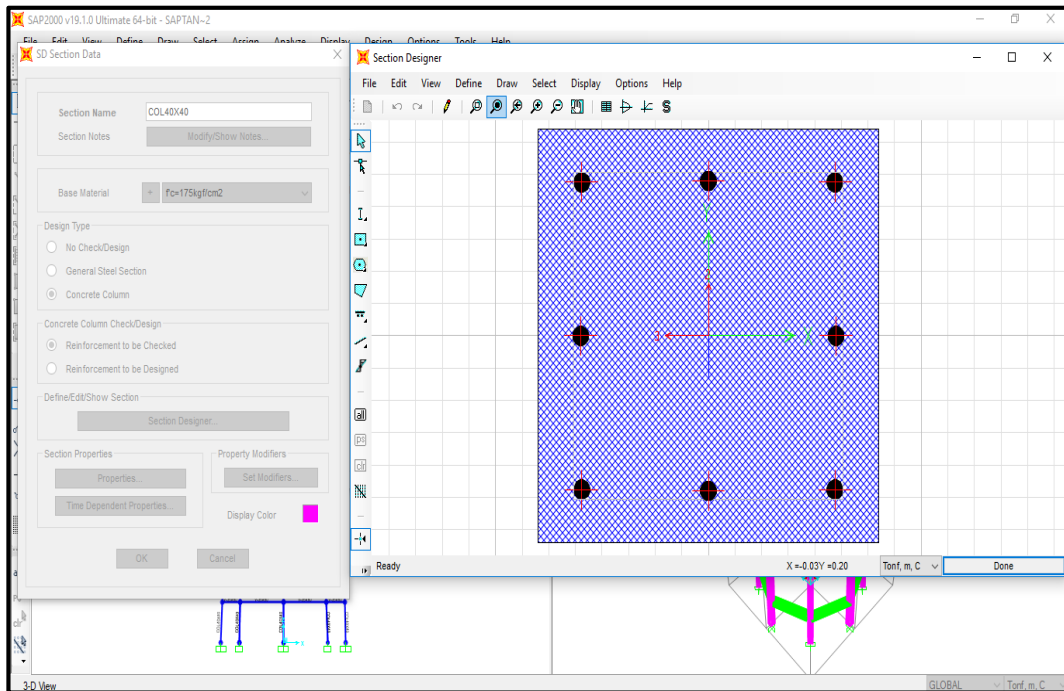 SAP2000 v19.1.0 Ultimate 64-bit - SAPTAN~2
File Edit View Define Draw Select Assign Analyze Display Design Options Tools Help
SD Section Data
Section Name COL40X40
Section Notes Modify/Show Notes...
Base Material + f'c=175kgf/cm2
Design Type
No Check/Design
General Steel Section
Concrete Column
Concrete Column Check/Design
Reinforcement to be Checked
Reinforcement to be Designed
Define/Edit/Show Section
Section Designer...
Section Properties
Properties...
Time Dependent Properties...
Property Modifiers
Set Modifiers...
Display Color
OK Cancel
Section Designer
File Edit View Define Draw Select Display Options Help
S
all
ps
clr
X
Ready X =-0.03Y =0.20 Tonf, m, C Done
3-D View GLOBAL Tonf, m, C